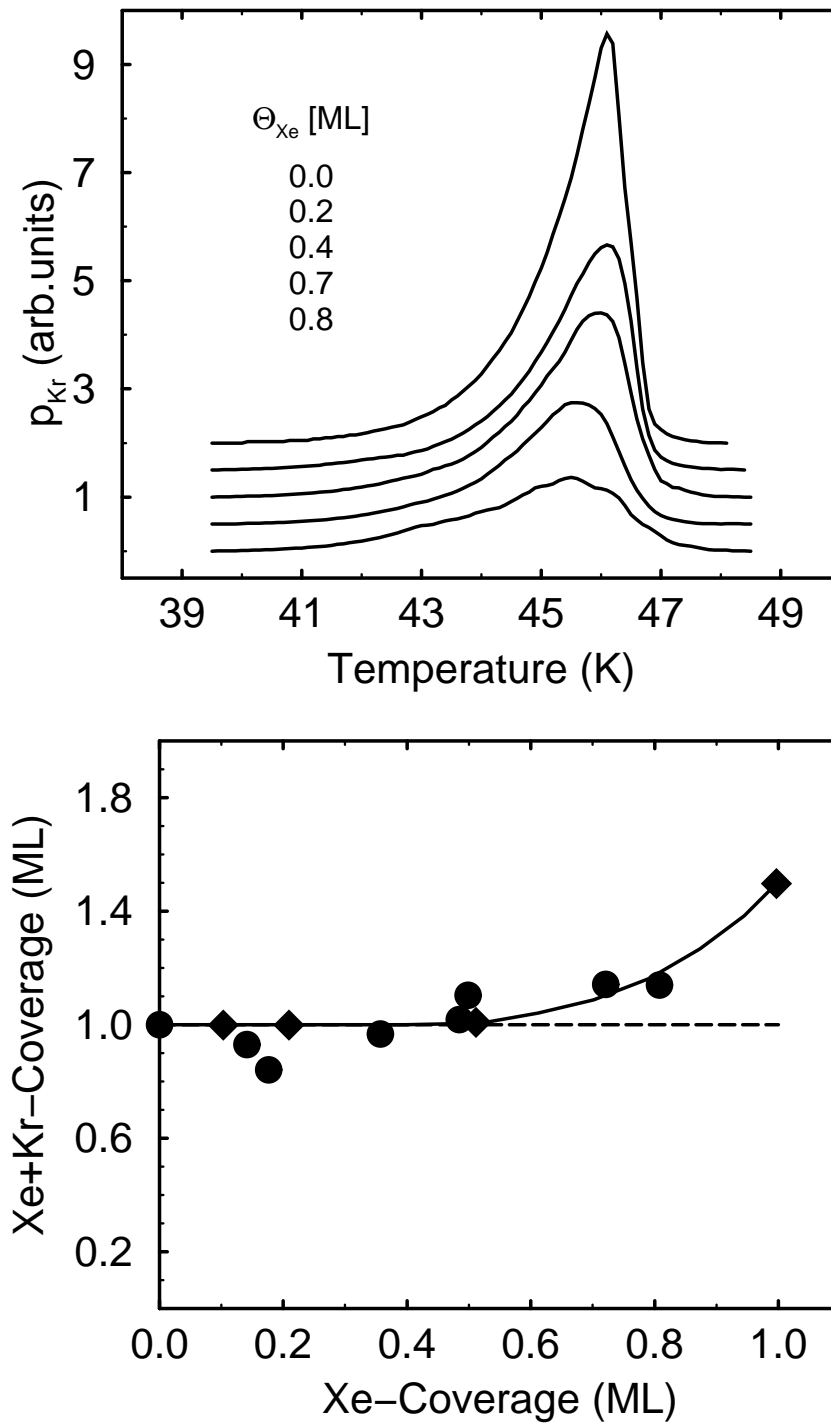 9
7
5
3
1
p_Kr (arb.units)
Θ_Xe [ML]
0.0
0.2
0.4
0.7
0.8
39 41 43 45 47 49
Temperature (K)
1.8
1.4
1.0
0.6
0.2
Xe+Kr−Coverage (ML)
0.0 0.2 0.4 0.6 0.8 1.0
Xe−Coverage (ML)